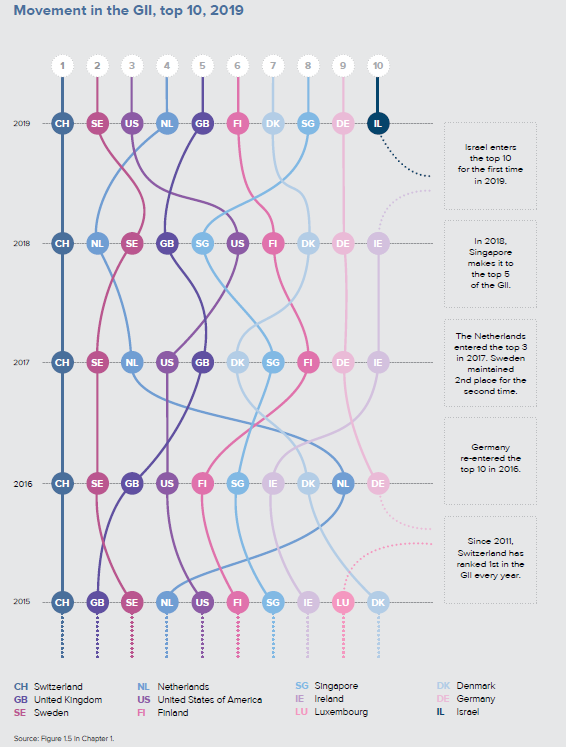 Movement in the GII, top 10, 2019
1 2 3 4 5 6 7 8 9 10
2019 CH SE US NL GB FI DK SG DE IL
Israel enters
the top 10
for the first time
in 2019.
2018 CH NL SE GB SG US FI DK DE IE
In 2018,
Singapore
makes it to
the top 5
of the GII.
2017 CH SE NL US GB DK SG FI DE IE
The Netherlands
entered the top 3
in 2017. Sweden
maintained
2nd place for the
second time.
2016 CH SE GB US FI SG IE DK NL DE
Germany
re-entered the
top 10 in 2016.
Since 2011,
Switzerland has
ranked 1st in the
GII every year.
2015 CH GB SE NL US FI SG IE LU DK
CH Switzerland NL Netherlands SG Singapore DK Denmark
GB United Kingdom US United States of America IE Ireland DE Germany
SE Sweden FI Finland LU Luxembourg IL Israel
Source: Figure 1.5 in Chapter 1.